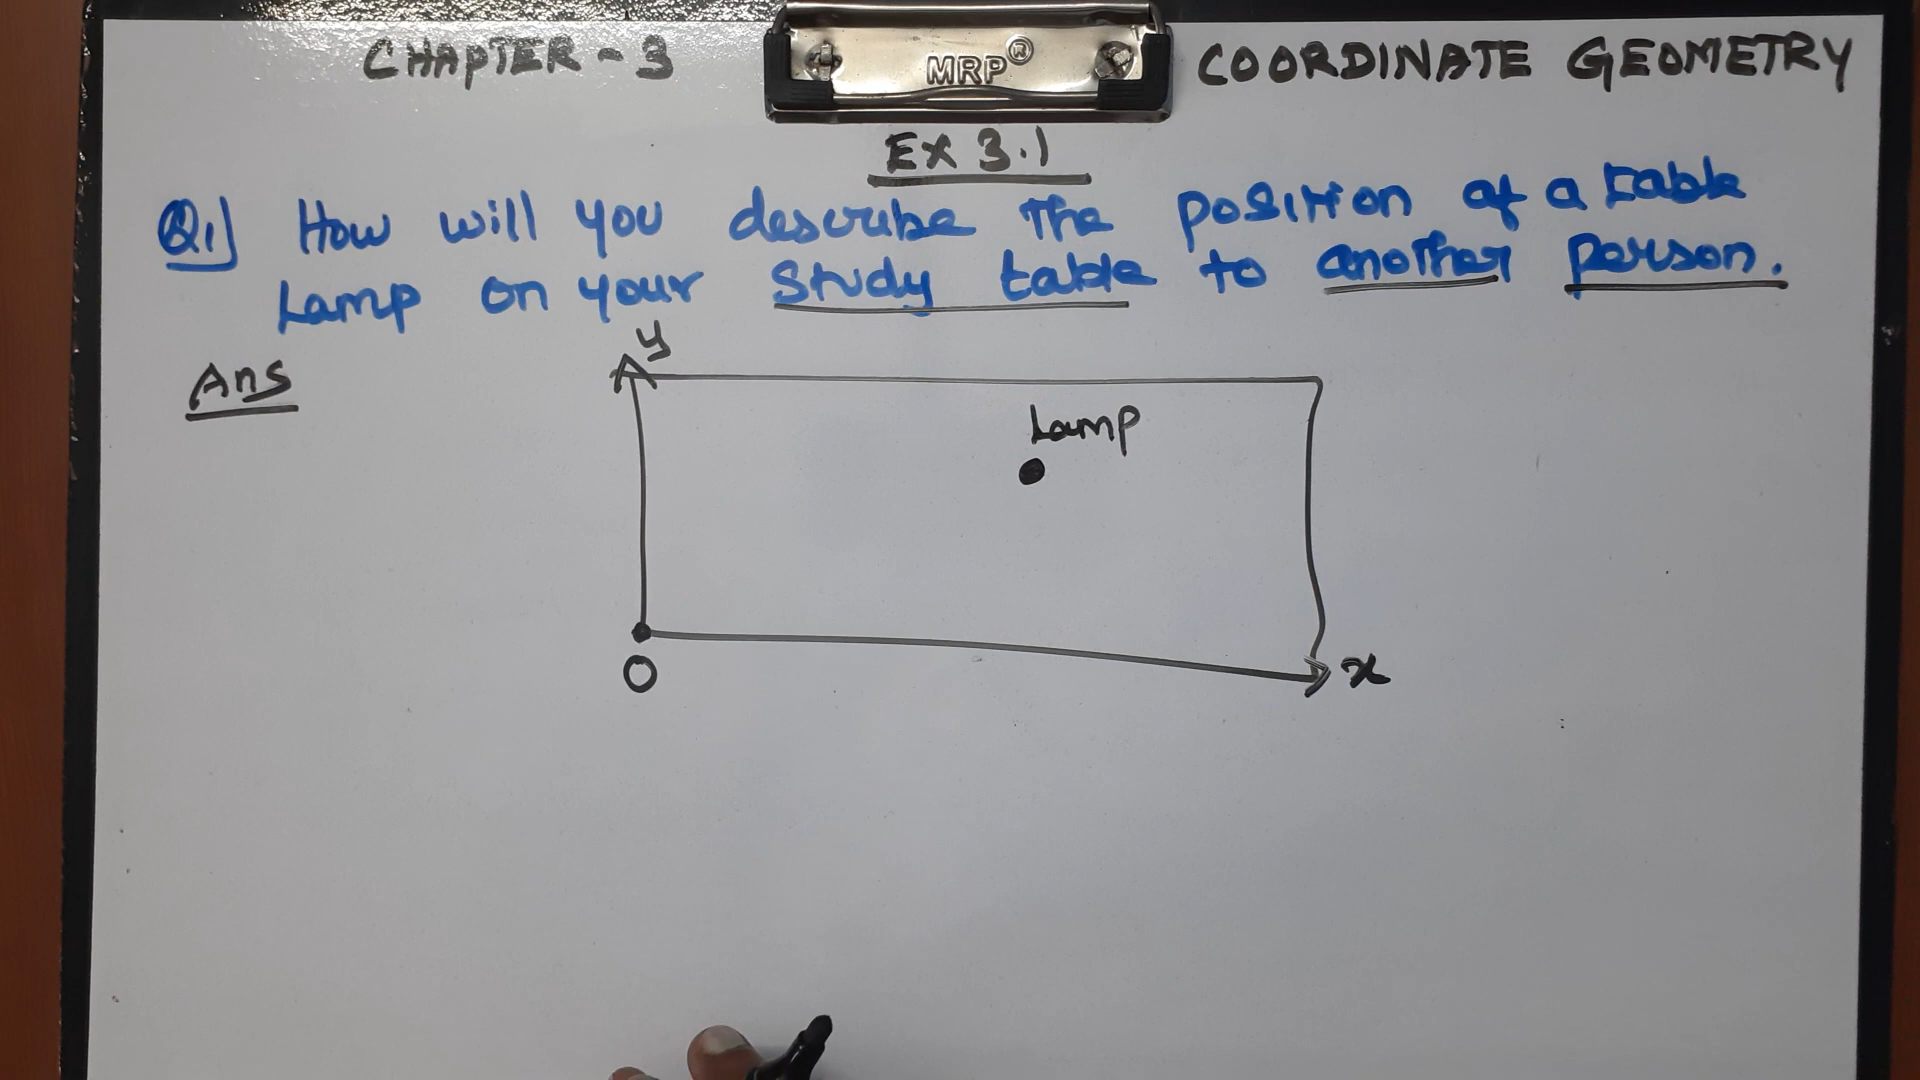 CHAPTER - 3
MRP®
COORDINATE GEOMETRY
EX 3.1
Q1) How will you describe the position of a table
Lamp on your study table to another person.
Ans
y
Lamp
O
x